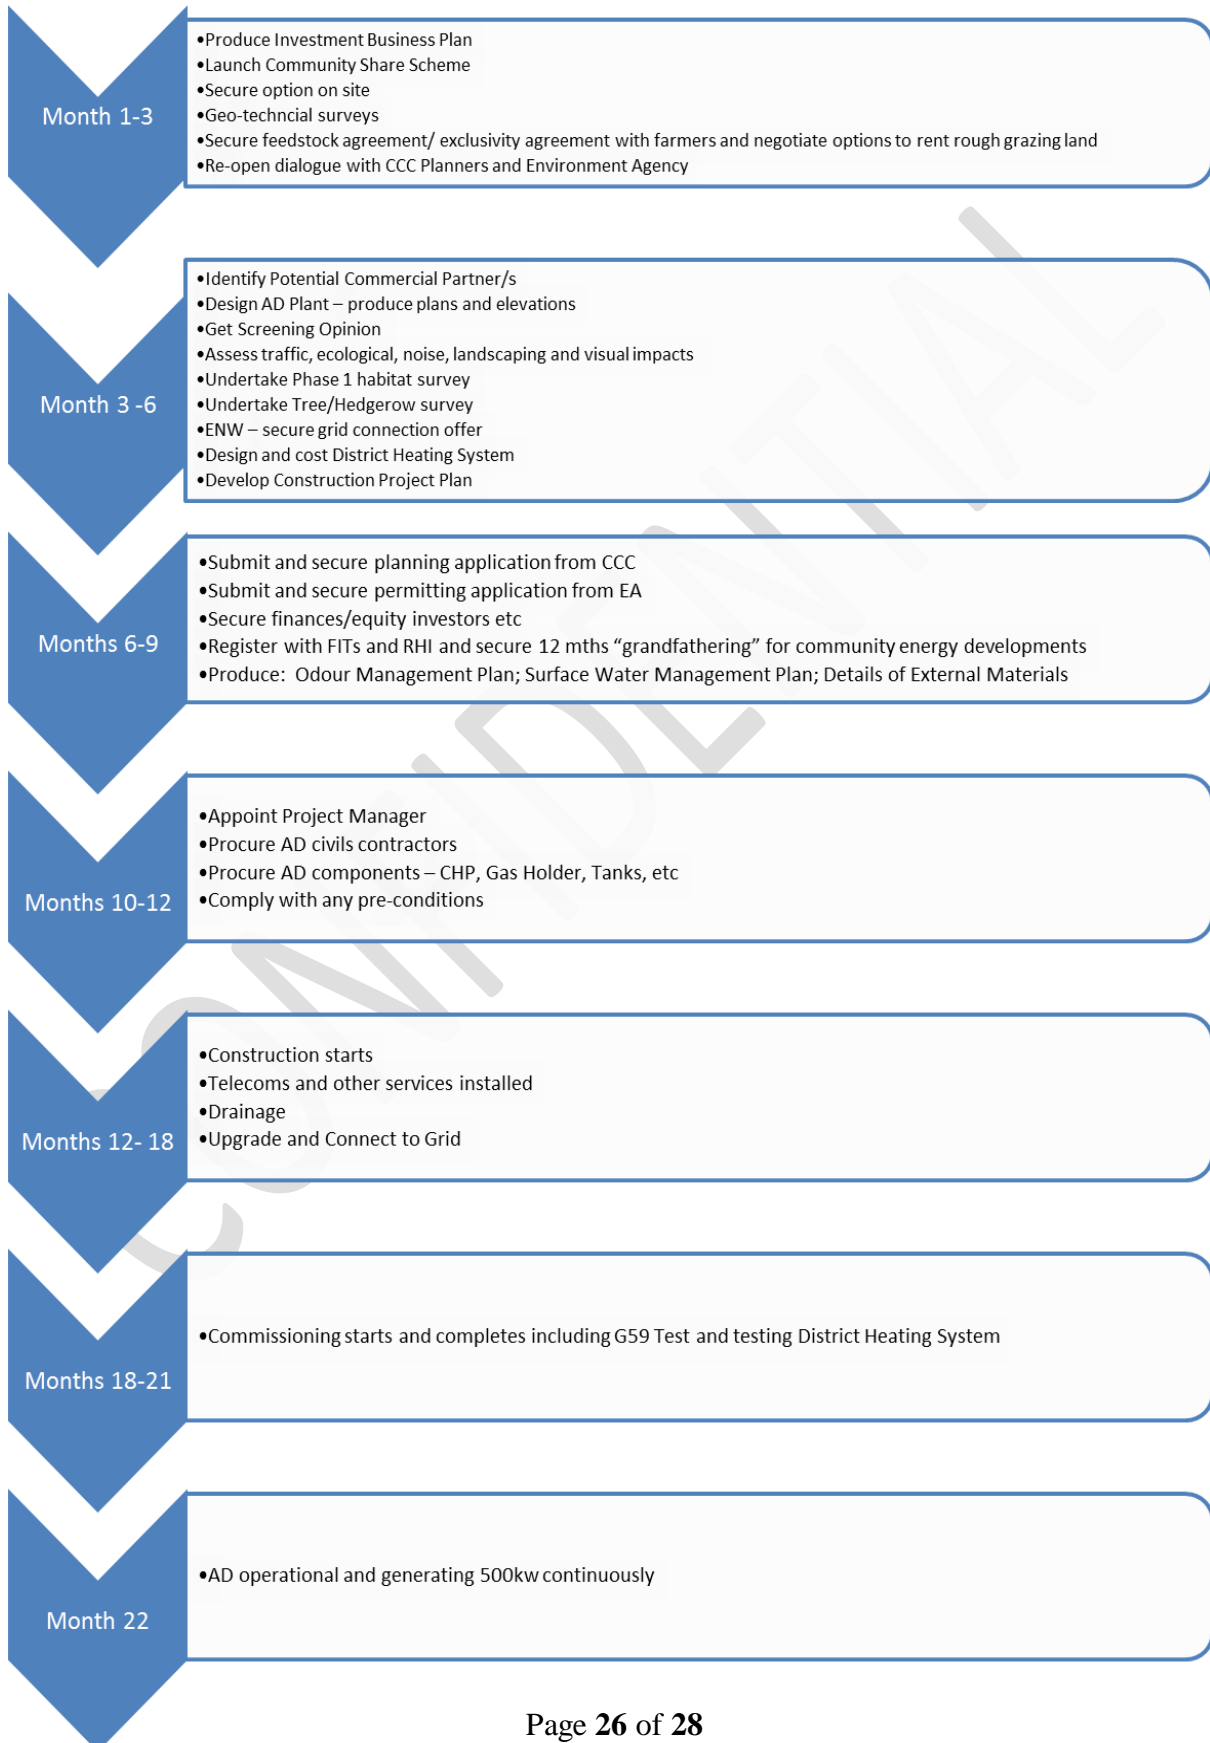 •Produce Investment Business Plan
•Launch Community Share Scheme
•Secure option on site
Month 1-3
•Geo-techncial surveys
•Secure feedstock agreement/ exclusivity agreement with farmers and negotiate options to rent rough grazing land
•Re-open dialogue with CCC Planners and Environment Agency
•Identify Potential Commercial Partner/s
•Design AD Plant – produce plans and elevations
•Get Screening Opinion
•Assess traffic, ecological, noise, landscaping and visual impacts
•Undertake Phase 1 habitat survey
Month 3 -6
•Undertake Tree/Hedgerow survey
•ENW – secure grid connection offer
•Design and cost District Heating System
•Develop Construction Project Plan
•Submit and secure planning application from CCC
•Submit and secure permitting application from EA
•Secure finances/equity investors etc
Months 6-9
•Register with FITs and RHI and secure 12 mths “grandfathering” for community energy developments
•Produce: Odour Management Plan; Surface Water Management Plan; Details of External Materials
•Appoint Project Manager
•Procure AD civils contractors
•Procure AD components – CHP, Gas Holder, Tanks, etc
Months 10-12
•Comply with any pre-conditions
•Construction starts
•Telecoms and other services installed
•Drainage
Months 12- 18
•Upgrade and Connect to Grid
•Commissioning starts and completes including G59 Test and testing District Heating System
Months 18-21
•AD operational and generating 500kw continuously
Month 22
CONFIDENTIAL
Page 26 of 28